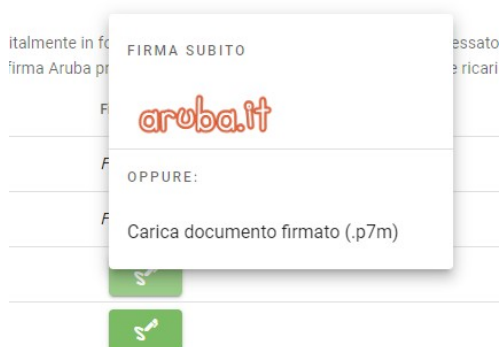 italmente in fo
essato
firma Aruba pr
e ricari
FIRMA SUBITO
aruba.it
OPPURE:
Carica documento firmato (.p7m)
F
F
F